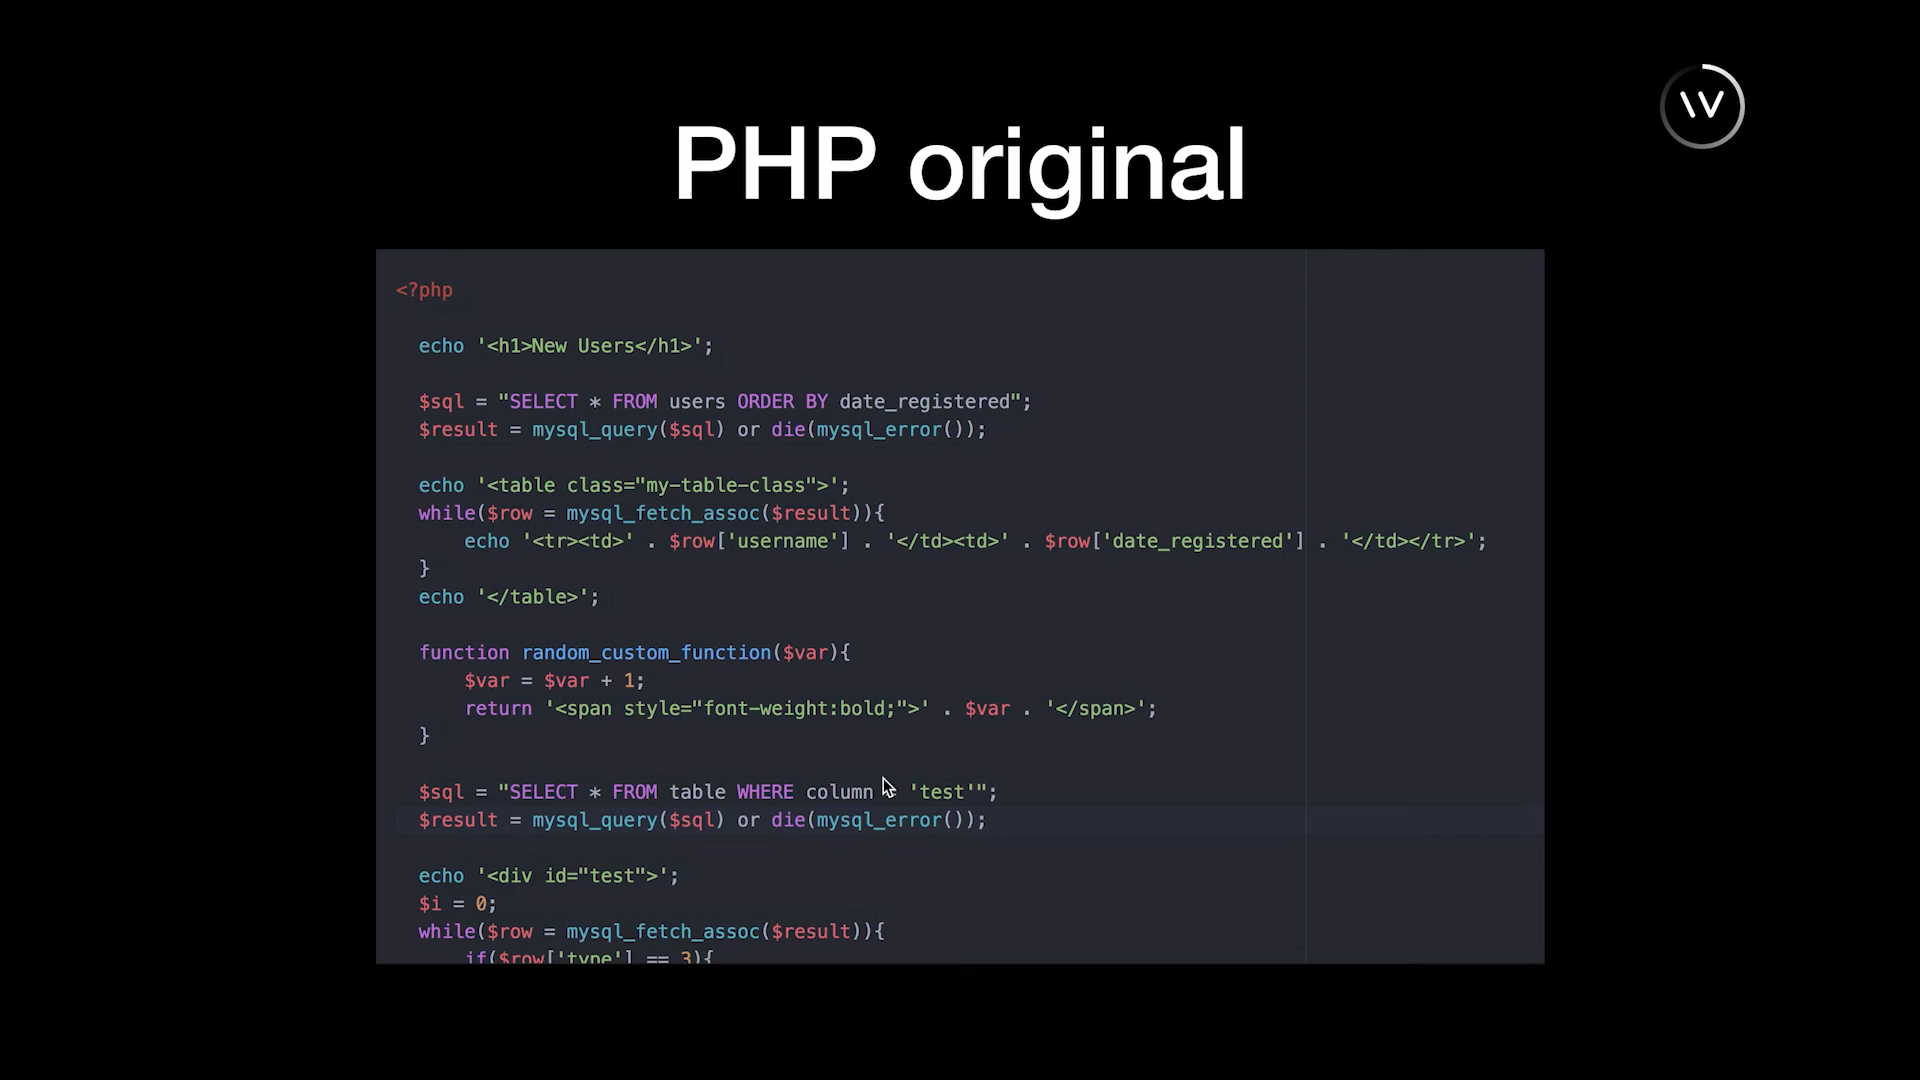 W
PHP original
<?php
echo '<h1>New Users</h1>';
$sql = "SELECT * FROM users ORDER BY date_registered";
$result = mysql_query($sql) or die(mysql_error());
echo '<table class="my-table-class">';
while($row = mysql_fetch_assoc($result)){
echo '<tr><td>' . $row['username'] . '</td><td>' . $row['date_registered'] . '</td></tr>';
}
echo '</table>';
function random_custom_function($var){
$var = $var + 1;
return '<span style="font-weight:bold;">' . $var . '</span>';
}
$sql = "SELECT * FROM table WHERE column 'test'";
$result = mysql_query($sql) or die(mysql_error());
echo '<div id="test">';
$i = 0;
while($row = mysql_fetch_assoc($result)){
if($row['type'] == 3){